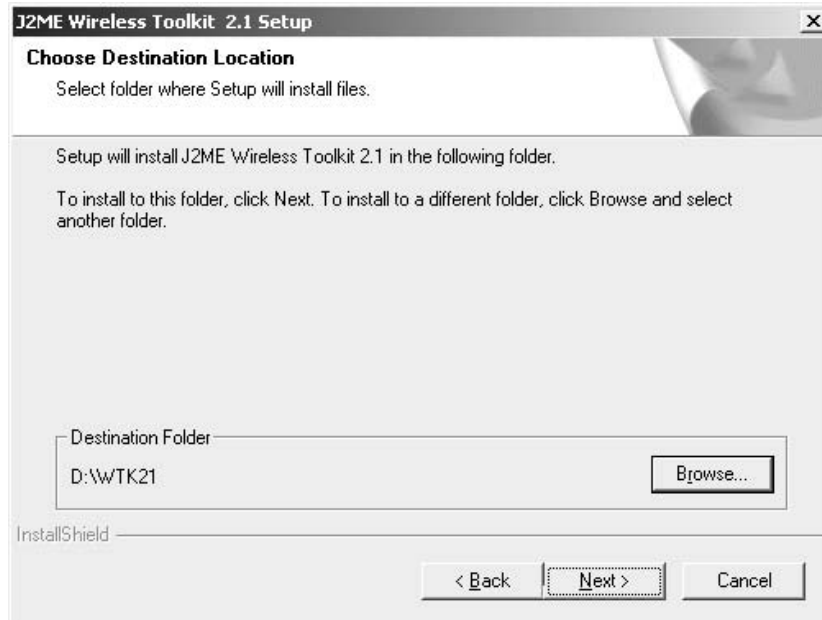 J2ME Wireless Toolkit 2.1 Setup
Choose Destination Location
Select folder where Setup will install files.
Setup will install J2ME Wireless Toolkit 2.1 in the following folder.
To install to this folder, click Next. To install to a different folder, click Browse and select
another folder.
Destination Folder
D:\WTK21
Browse...
InstallShield
< Back
Next >
Cancel